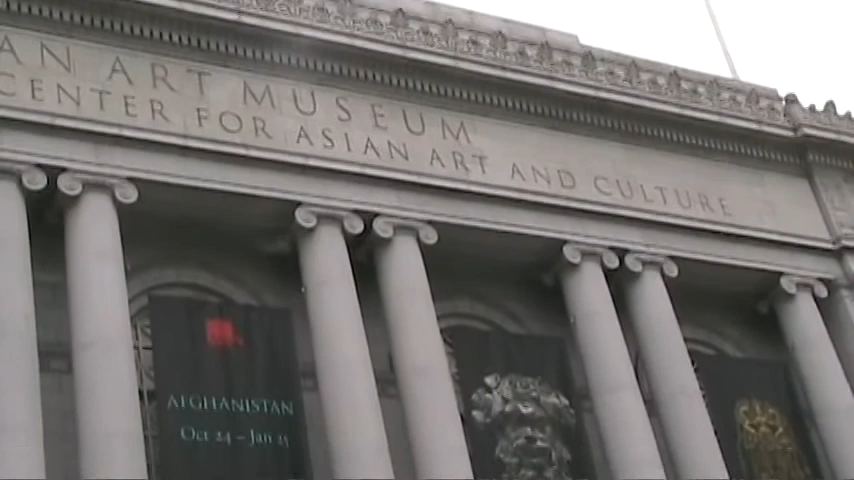 AN ART MUSEUM
CENTER FOR ASIAN ART AND CULTURE
AFGHANISTAN
Oct 24 – Jan 25